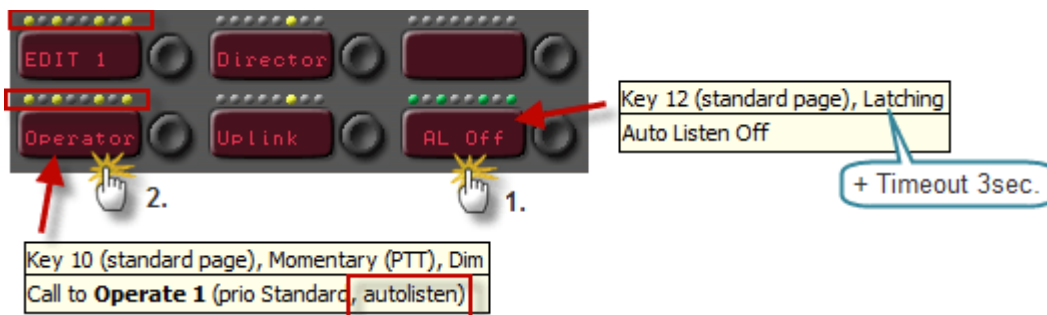 EDIT 1
Director
Operator
Uplink
AL Off
Key 12 (standard page), Latching
Auto Listen Off
+ Timeout 3sec.
2.
1.
Key 10 (standard page), Momentary (PTT), Dim
Call to Operate 1 (prio Standard, autolisten)